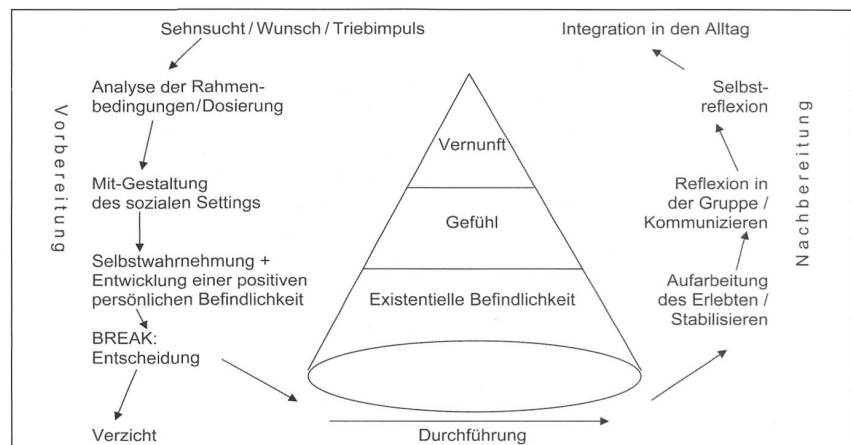 Sehnsucht / Wunsch / Triebimpuls
Analyse der Rahmen-
bedingungen/Dosierung
Mit-Gestaltung
des sozialen Settings
Selbstwahrnehmung +
Entwicklung einer positiven
persönlichen Befindlichkeit
BREAK:
Entscheidung
Verzicht
Vorbereitung
Vernunft
Gefühl
Existentielle Befindlichkeit
Durchführung
Integration in den Alltag
Selbst-
reflexion
Reflexion in
der Gruppe /
Kommunizieren
Aufarbeitung
des Erlebten /
Stabilisieren
Nachbereitung